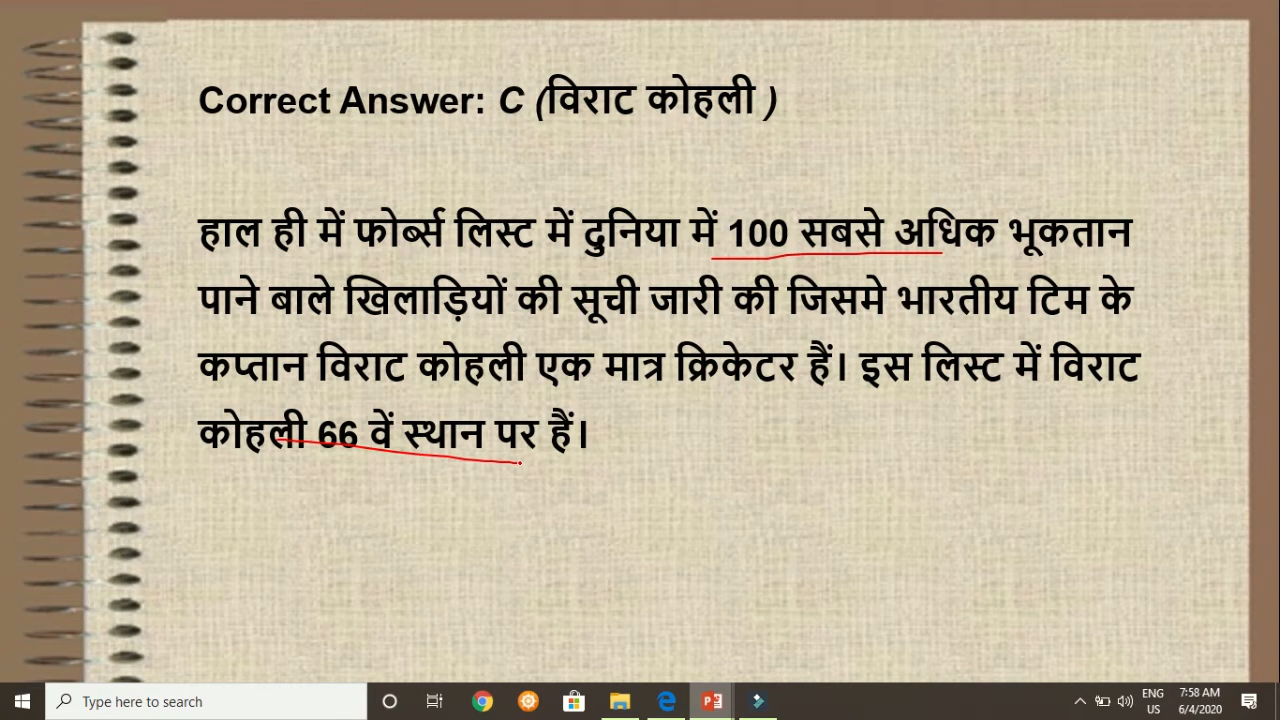 Correct Answer: C (विराट कोहली )
हाल ही में फोर्ब्स लिस्ट में दुनिया में 100 सबसे अधिक भूकतान
पाने बाले खिलाड़ियों की सूची जारी की जिसमे भारतीय टिम के
कप्तान विराट कोहली एक मात्र क्रिकेटर हैं। इस लिस्ट में विराट
कोहली 66 वें स्थान पर हैं।
Type here to search
ENG
US
7:58 AM
6/4/2020